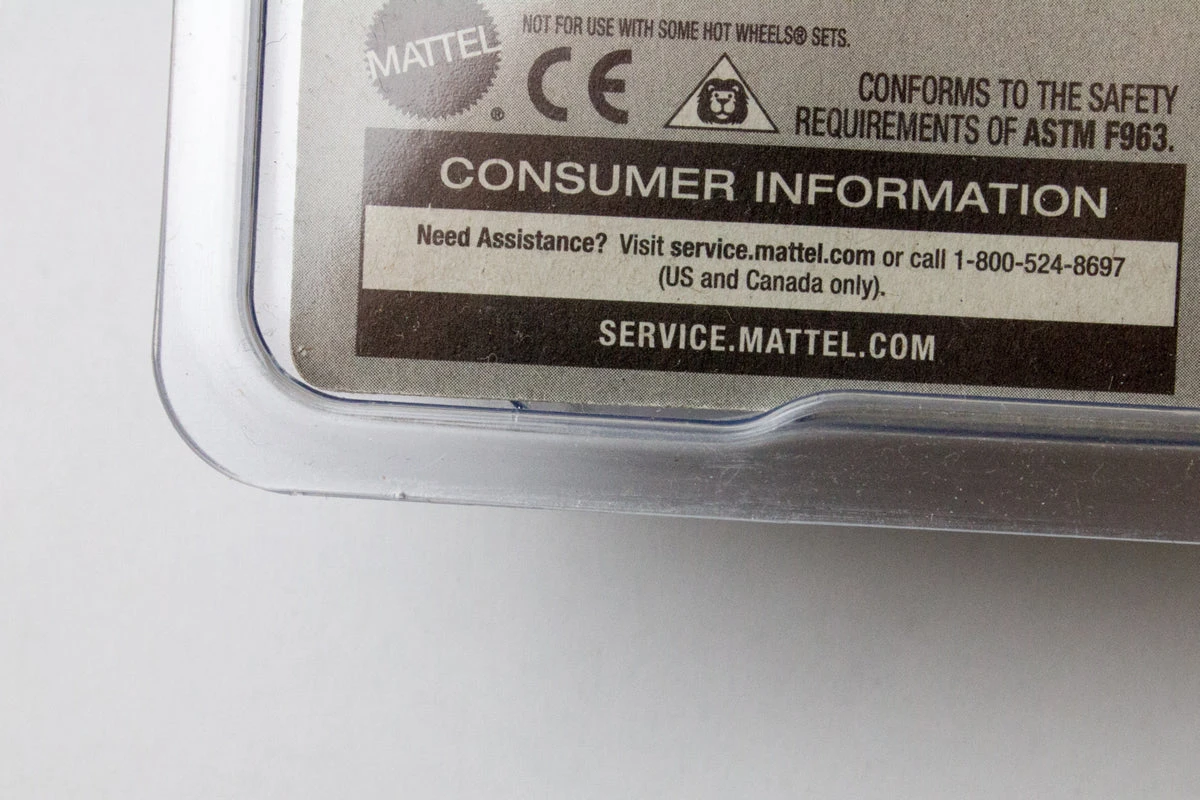 MATTEL®
NOT FOR USE WITH SOME HOT WHEELS® SETS.
CE
CONFORMS TO THE SAFETY
REQUIREMENTS OF ASTM F963.
CONSUMER INFORMATION
Need Assistance? Visit service.mattel.com or call 1-800-524-8697
(US and Canada only).
SERVICE.MATTEL.COM